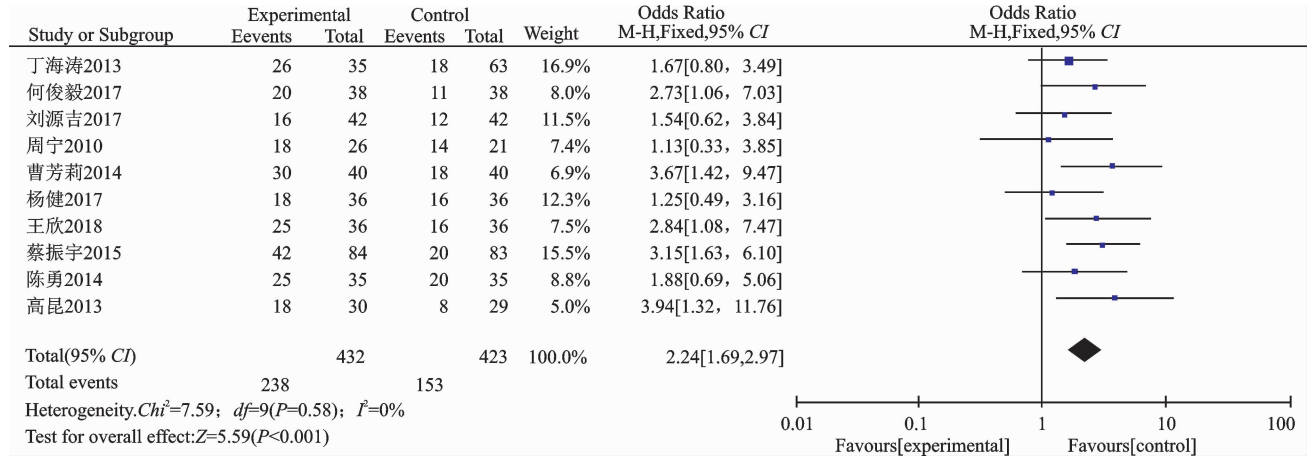 Experimental Control Odds Ratio Odds Ratio
Study or Subgroup Eevents Total Eevents Total Weight M-H,Fixed,95% CI M-H,Fixed,95% CI
丁海涛2013 26 35 18 63 16.9% 1.67[0.80, 3.49]
何俊毅2017 20 38 11 38 8.0% 2.73[1.06, 7.03]
刘源吉2017 16 42 12 42 11.5% 1.54[0.62, 3.84]
周宁2010 18 26 14 21 7.4% 1.13[0.33, 3.85]
曹芳莉2014 30 40 18 40 6.9% 3.67[1.42, 9.47]
杨健2017 18 36 16 36 12.3% 1.25[0.49, 3.16]
王欣2018 25 36 16 36 7.5% 2.84[1.08, 7.47]
蔡振宇2015 42 84 20 83 15.5% 3.15[1.63, 6.10]
陈勇2014 25 35 20 35 8.8% 1.88[0.69, 5.06]
高昆2013 18 30 8 29 5.0% 3.94[1.32, 11.76]
Total(95% CI) 432 423 100.0% 2.24[1.69,2.97]
Total events 238 153
Heterogeneity.Chi²=7.59; df=9(P=0.58); I²=0%
Test for overall effect:Z=5.59(P<0.001)
0.01 0.1 1 10 100
Favours[experimental] Favours[control]